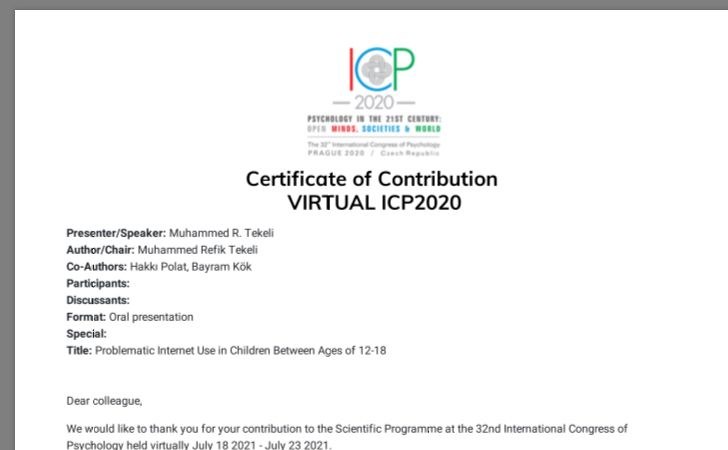 ICP
2020
PSYCHOLOGY IN THE 21ST CENTURY:
OPEN MINDS, SOCIETIES & WORLD
The 32nd International Congress of Psychology
PRAGUE 2020 / Czech Republic
Certificate of Contribution
VIRTUAL ICP2020
Presenter/Speaker: Muhammed R. Tekeli
Author/Chair: Muhammed Refik Tekeli
Co-Authors: Hakkı Polat, Bayram Kök
Participants:
Discussants:
Format: Oral presentation
Special:
Title: Problematic Internet Use in Children Between Ages of 12-18
Dear colleague,
We would like to thank you for your contribution to the Scientific Programme at the 32nd International Congress of
Psychology held virtually July 18 2021 - July 23 2021.